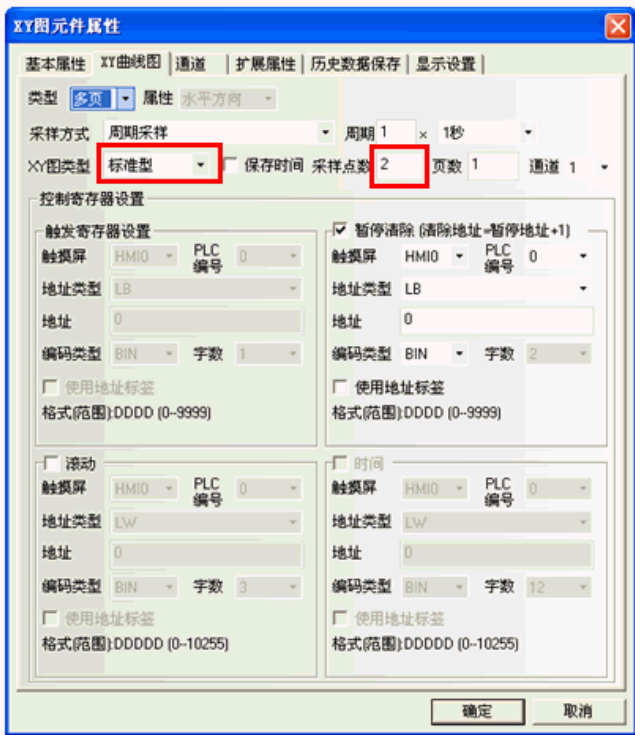 XY图元件属性
基本属性 XY曲线图 通道 扩展属性 历史数据保存 显示设置
类型 多页 属性 水平方向
采样方式 周期采样 周期 1 × 1秒
XY图类型 标准型 保存时间 采样点数 2 页数 1 通道 1
控制寄存器设置
触发寄存器设置
触摸屏 HMI0 PLC编号 0
地址类型 LB
地址 0
编码类型 BIN 字数 1
使用地址标签
格式(范围):DDDD (0--9999)
暂停清除 (清除地址=暂停地址+1)
触摸屏 HMI0 PLC编号 0
地址类型 LB
地址 0
编码类型 BIN 字数 2
使用地址标签
格式(范围):DDDD (0--9999)
滚动
触摸屏 HMI0 PLC编号 0
地址类型 LW
地址 0
编码类型 BIN 字数 3
使用地址标签
格式(范围):DDDDD (0--10255)
时间
触摸屏 HMI0 PLC编号 0
地址类型 LW
地址 0
编码类型 BIN 字数 12
使用地址标签
格式(范围):DDDDD (0--10255)
确定 取消